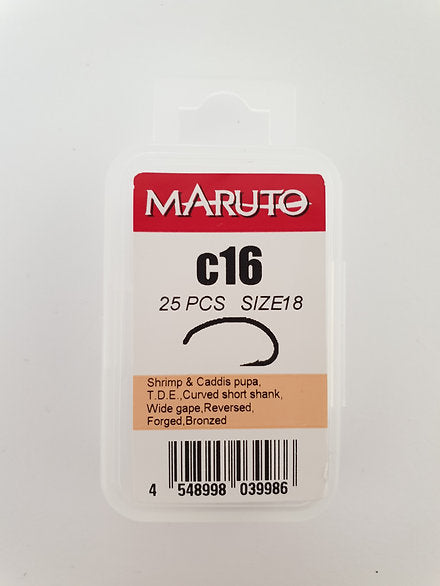 MARUTO
c16
25 PCS SIZE18
Shrimp & Caddis pupa,
T.D.E.,Curved short shank,
Wide gape,Reversed,
Forged,Bronzed
4 548998 039986